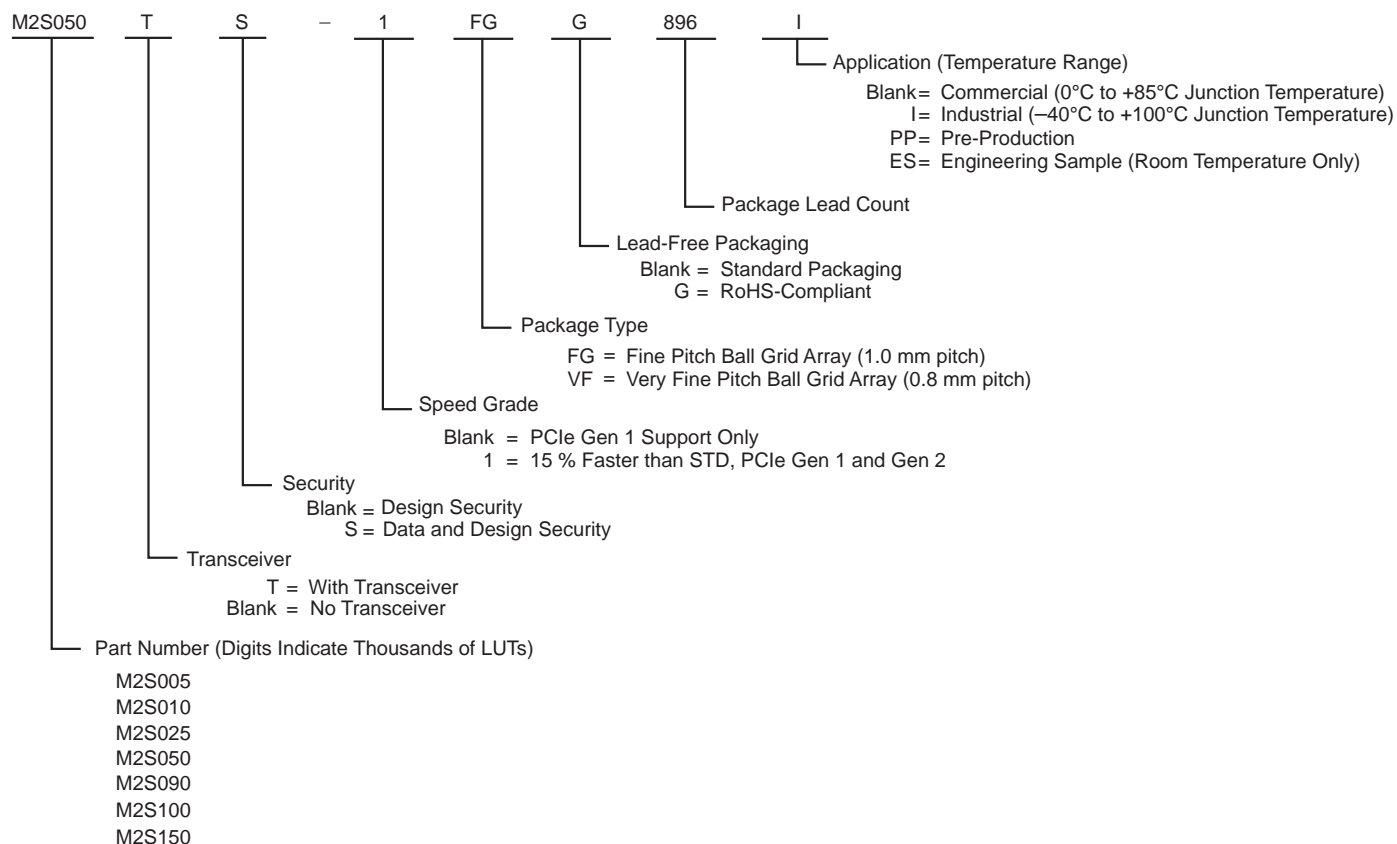 M2S050 T S – 1 FG G 896 I
Application (Temperature Range)
Blank= Commercial (0°C to +85°C Junction Temperature)
I= Industrial (–40°C to +100°C Junction Temperature)
PP= Pre-Production
ES= Engineering Sample (Room Temperature Only)
Package Lead Count
Lead-Free Packaging
Blank = Standard Packaging
G = RoHS-Compliant
Package Type
FG = Fine Pitch Ball Grid Array (1.0 mm pitch)
VF = Very Fine Pitch Ball Grid Array (0.8 mm pitch)
Speed Grade
Blank = PCIe Gen 1 Support Only
1 = 15 % Faster than STD, PCIe Gen 1 and Gen 2
Security
Blank = Design Security
S = Data and Design Security
Transceiver
T = With Transceiver
Blank = No Transceiver
Part Number (Digits Indicate Thousands of LUTs)
M2S005
M2S010
M2S025
M2S050
M2S090
M2S100
M2S150